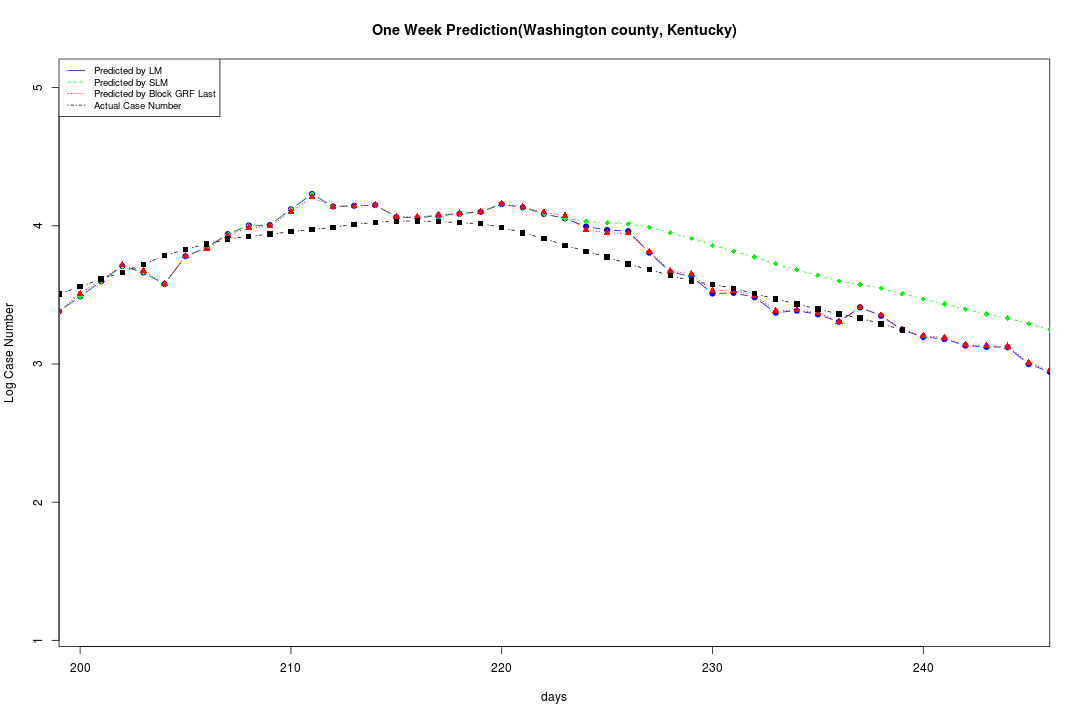 One Week Prediction(Washington county, Kentucky)
Predicted by LM
Predicted by SLM
Predicted by Block GRF Last
Actual Case Number
5
4
3
2
1
Log Case Number
200 210 220 230 240
days